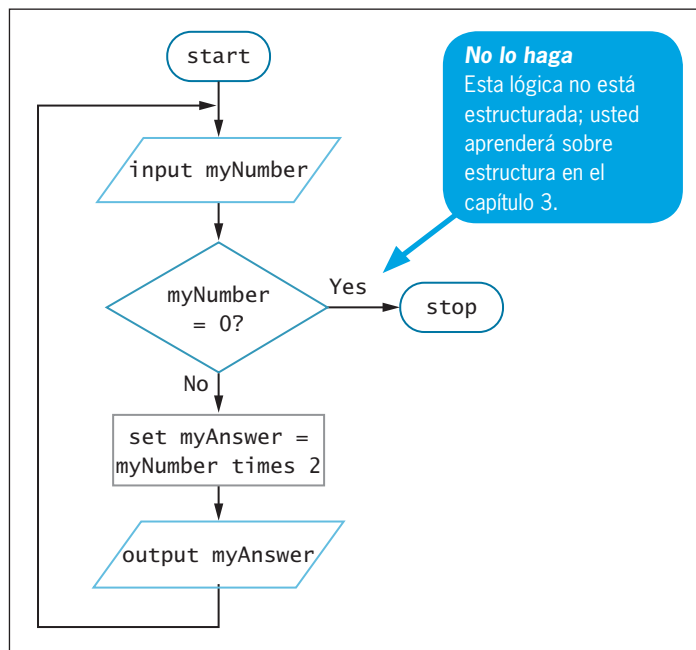 start
No lo haga
Esta lógica no está
estructurada; usted
aprenderá sobre
estructura en el
capítulo 3.
input myNumber
myNumber
= 0?
Yes
stop
No
set myAnswer =
myNumber times 2
output myAnswer